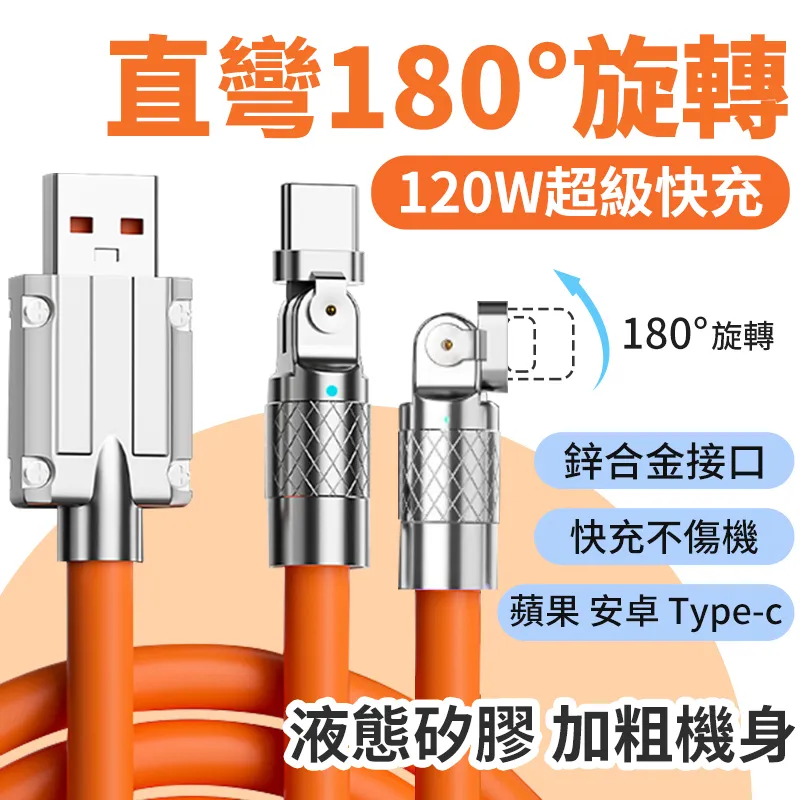 直彎180°旋轉
120W超級快充
180°旋轉
鋅合金接口
快充不傷機
蘋果 安卓 Type-c
液態矽膠 加粗機身